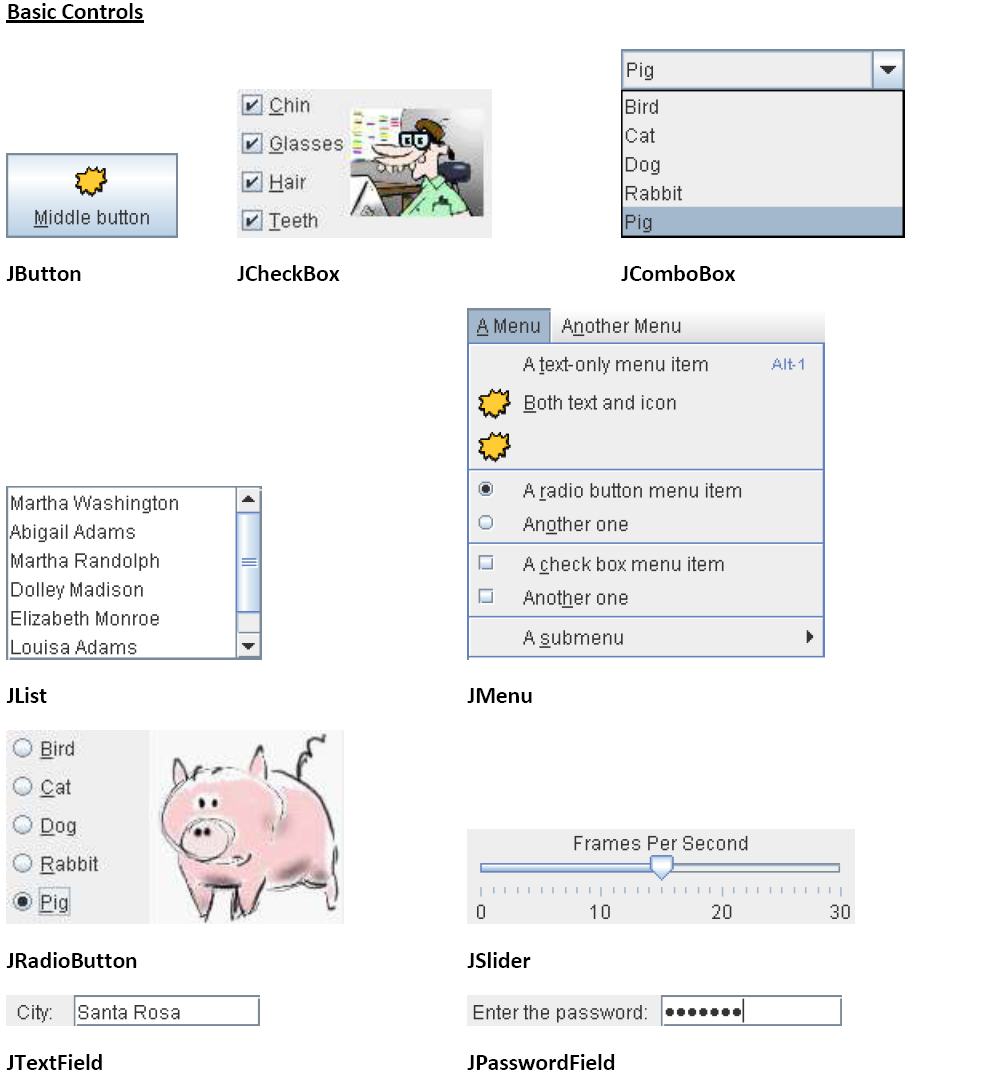 Basic Controls
Middle button
Chin
Glasses
Hair
Teeth
Pig
Bird
Cat
Dog
Rabbit
Pig
JButton
JCheckBox
JComboBox
Martha Washington
Abigail Adams
Martha Randolph
Dolley Madison
Elizabeth Monroe
Louisa Adams
A Menu Another Menu
A text-only menu item Alt-1
Both text and icon
A radio button menu item
Another one
A check box menu item
Another one
A submenu
JList
JMenu
Bird
Cat
Dog
Rabbit
Pig
Frames Per Second
0 10 20 30
JRadioButton
JSlider
City: Santa Rosa
Enter the password: •••••••
JTextField
JPasswordField